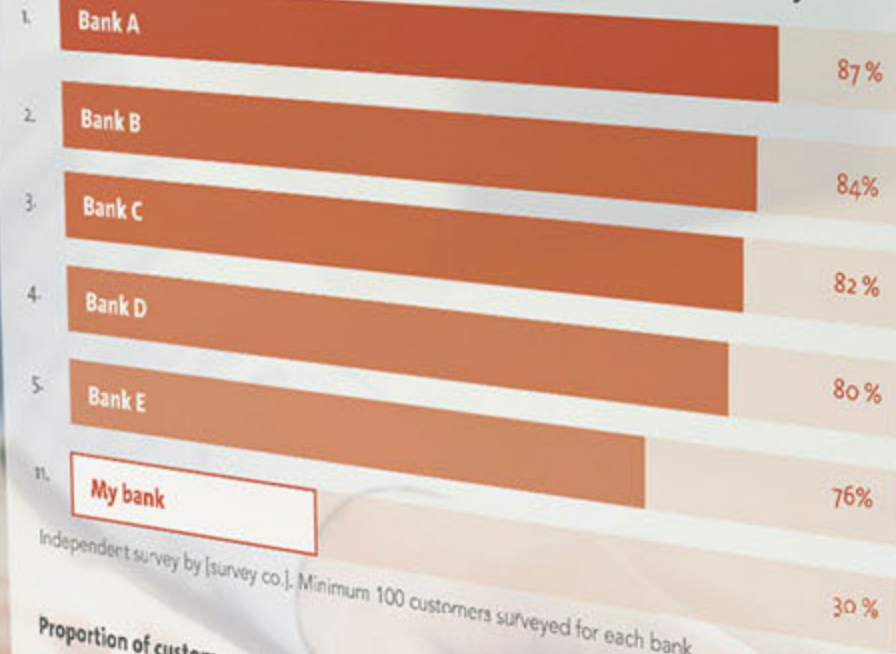 1. Bank A 87 %
2. Bank B 84%
3. Bank C 82 %
4. Bank D 80 %
5. Bank E 76%
11. My bank 30 %
Independent survey by [survey co.]. Minimum 100 customers surveyed for each bank
Proportion of